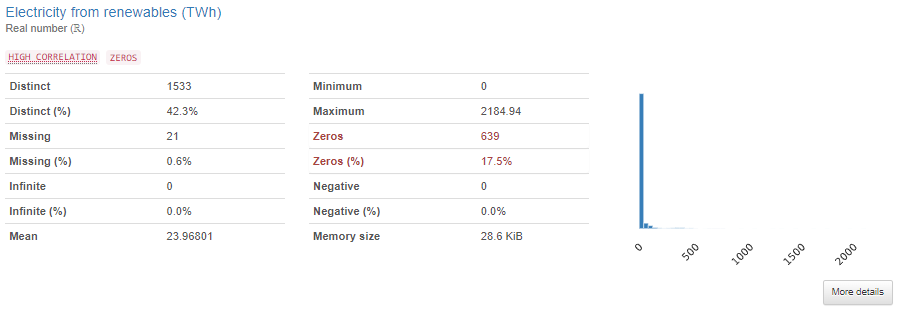 Electricity from renewables (TWh)
Real number (ℝ)
HIGH CORRELATION ZEROS
Distinct 1533
Distinct (%) 42.3%
Missing 21
Missing (%) 0.6%
Infinite 0
Infinite (%) 0.0%
Mean 23.96801
Minimum 0
Maximum 2184.94
Zeros 639
Zeros (%) 17.5%
Negative 0
Negative (%) 0.0%
Memory size 28.6 KiB
0 500 1000 1500 2000
More details